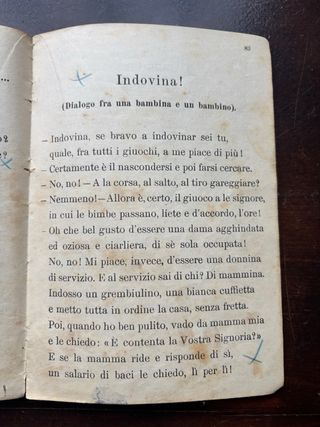 83
Indovina!
(Dialogo fra una bambina e un bambino).
– Indovina, se bravo a indovinar sei tu,
quale, fra tutti i giuochi, a me piace di più!
– Certamente è il nascondersi e poi farsi cercare.
– No, no! – A la corsa, al salto, al tiro gareggiare?
– Nemmeno! – Allora è, certo, il giuoco a le signore,
in cui le bimbe passano, liete e d'accordo, l'ore!
– Oh che bel gusto d'essere una dama agghindata
ed oziosa e ciarliera, di sè sola occupata!
No, no! Mi piace, invece, d'essere una donnina
di servizio. E al servizio sai di chi? Di mammina.
Indosso un grembiulino, una bianca cuffietta
e metto tutta in ordine la casa, senza fretta.
Poi, quando ho ben pulito, vado da mamma mia
e le chiedo: «È contenta la Vostra Signoria?»
E se la mamma ride e risponde di sì,
un salario di baci le chiedo, lì per lì!